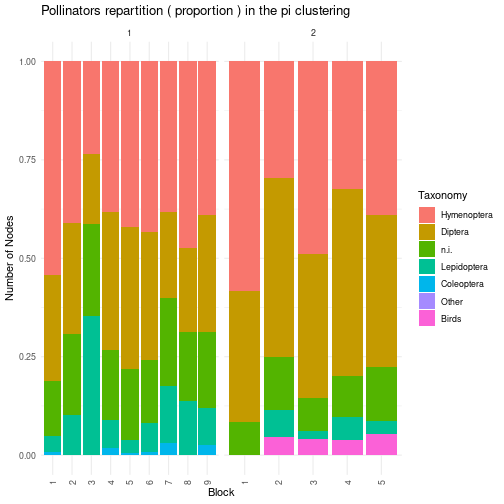 Pollinators repartition ( proportion ) in the pi clustering
1
2
1.00
0.75
0.50
0.25
0.00
Number of Nodes
1 2 3 4 5 6 7 8 9
1 2 3 4 5
Block
Taxonomy
Hymenoptera
Diptera
n.i.
Lepidoptera
Coleoptera
Other
Birds